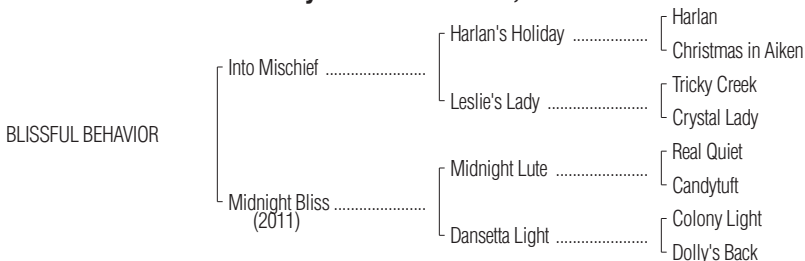 Harlan
Harlan's Holiday ..................
Christmas in Aiken
Into Mischief ........................
Tricky Creek
Leslie's Lady ........................
Crystal Lady
BLISSFUL BEHAVIOR
Real Quiet
Midnight Lute ......................
Candytuft
Midnight Bliss ......................
(2011)
Colony Light
Dansetta Light ......................
Dolly's Back